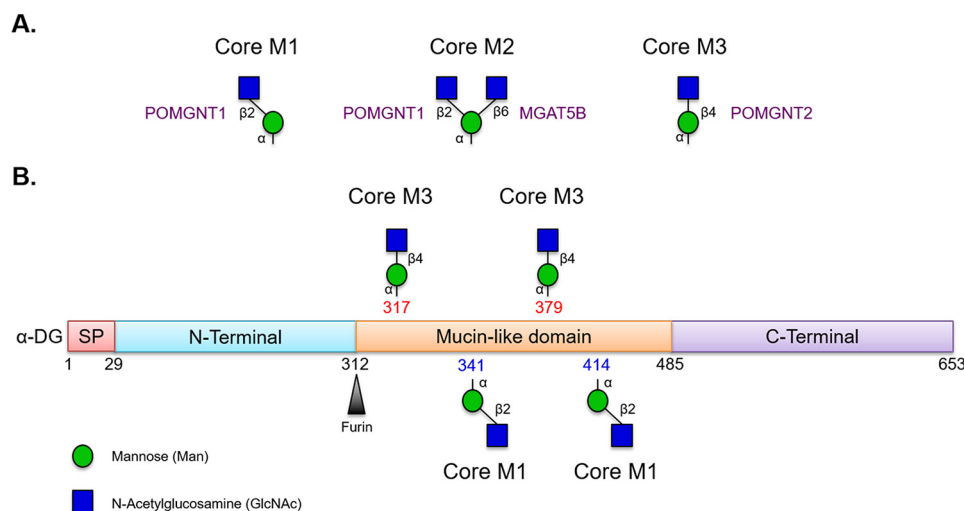 A.
Core M1 Core M2 Core M3
POMGNT1 β2 α POMGNT1 β2 β6 MGAT5B α β4 POMGNT2 α
B.
Core M3 Core M3
β4 β4
α α
317 379
α-DG SP N-Terminal Mucin-like domain C-Terminal
1 29 312 341 414 485 653
α α
Furin β2 β2
Core M1 Core M1
Mannose (Man)
N-Acetylglucosamine (GlcNAc)